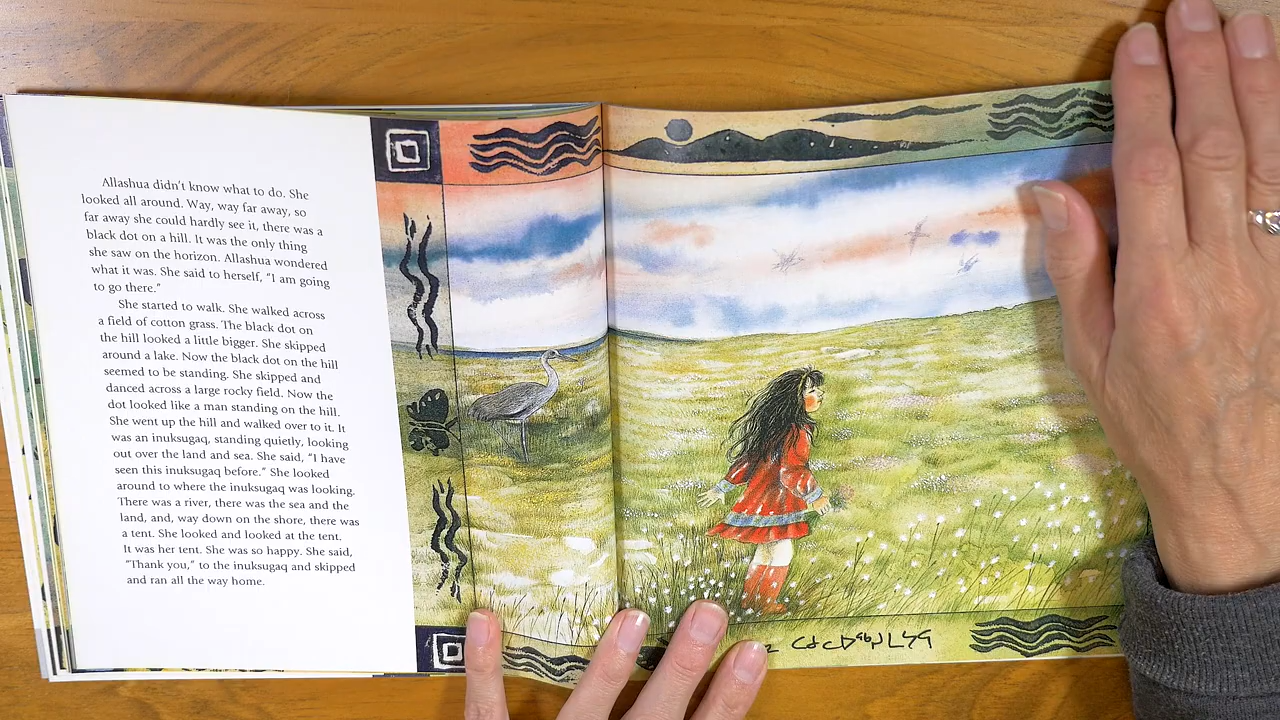 Allashua didn't know what to do. She
looked all around. Way, way far away, so
far away she could hardly see it, there was a
black dot on a hill. It was the only thing
she saw on the horizon. Allashua wondered
what it was. She said to herself, "I am going
to go there."
She started to walk. She walked across
a field of cotton grass. The black dot on
the hill looked a little bigger. She skipped
around a lake. Now the black dot on the hill
seemed to be standing. She skipped and
danced across a large rocky field. Now the
dot looked like a man standing on the hill.
She went up the hill and walked over to it. It
was an inuksugaq, standing quietly, looking
out over the land and sea. She said, "I have
seen this inuksugaq before." She looked
around to where the inuksugaq was looking.
There was a river, there was the sea and the
land, and, way down on the shore, there was
a tent. She looked and looked at the tent.
It was her tent. She was so happy. She said,
"Thank you," to the inuksugaq and skipped
and ran all the way home.